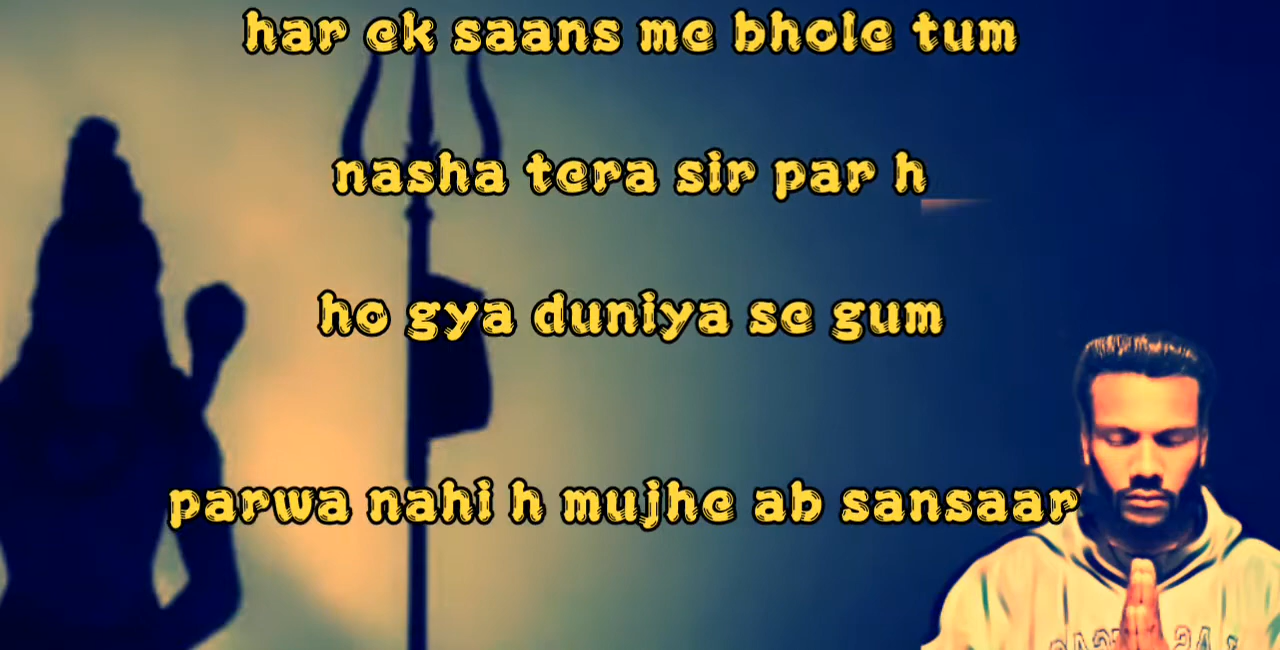 har ek saans me bhole tum
nasha tera sir par h
ho gya duniya se gum
parwa nahi h mujhe ab sansaar